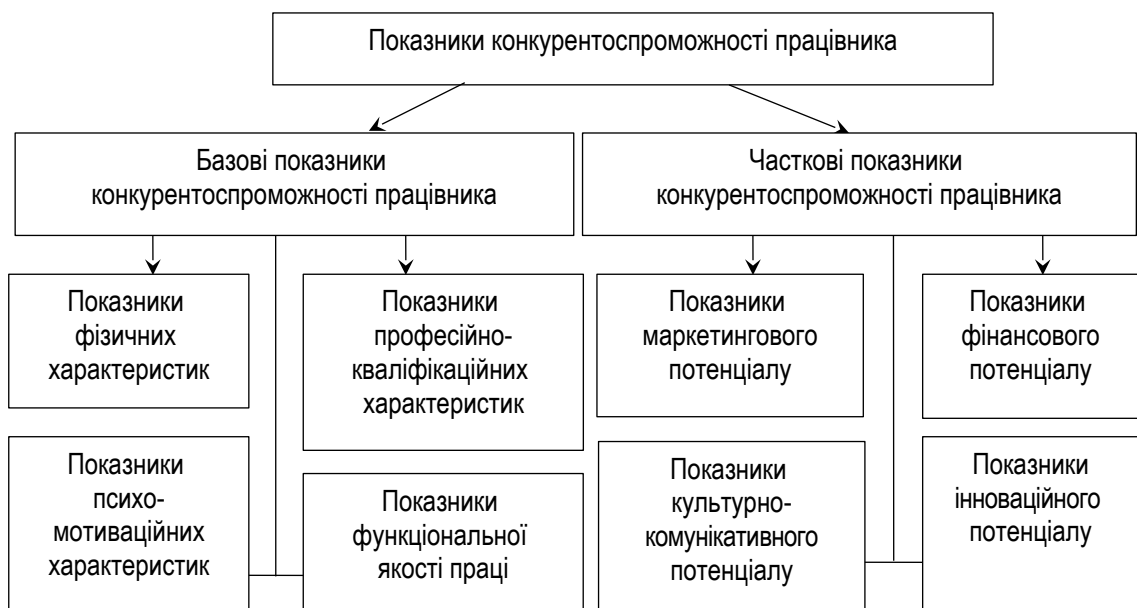 Показники конкурентоспроможності працівника
Базові показники
конкурентоспроможності працівника
Часткові показники
конкурентоспроможності працівника
Показники
фізичних
характеристик
Показники
професійно-
кваліфікаційних
характеристик
Показники
маркетингового
потенціалу
Показники
фінансового
потенціалу
Показники
психо-
мотиваційних
характеристик
Показники
функціональної
якості праці
Показники
культурно-
комунікативного
потенціалу
Показники
інноваційного
потенціалу